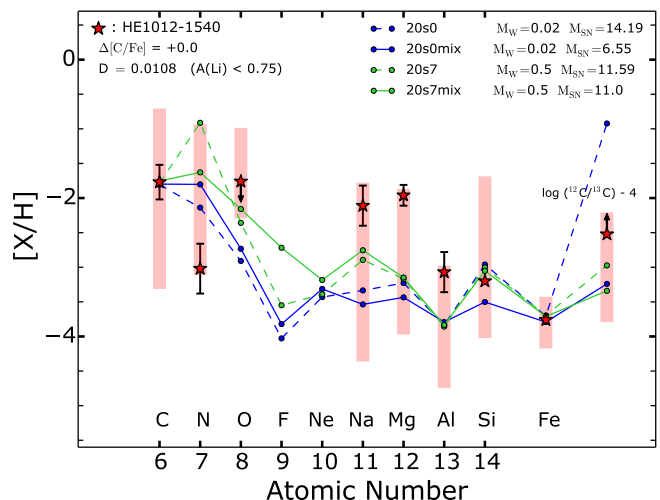 ★ : HE1012-1540
Δ[C/Fe] = +0.0
D = 0.0108 (A(Li) < 0.75)
20s0 M_W=0.02 M_SN=14.19
20s0mix M_W=0.02 M_SN=6.55
20s7 M_W=0.5 M_SN=11.59
20s7mix M_W=0.5 M_SN=11.0
0
−2
−4
[X/H]
log (¹²C/¹³C) - 4
C N O F Ne Na Mg Al Si Fe
6 7 8 9 10 11 12 13 14
Atomic Number